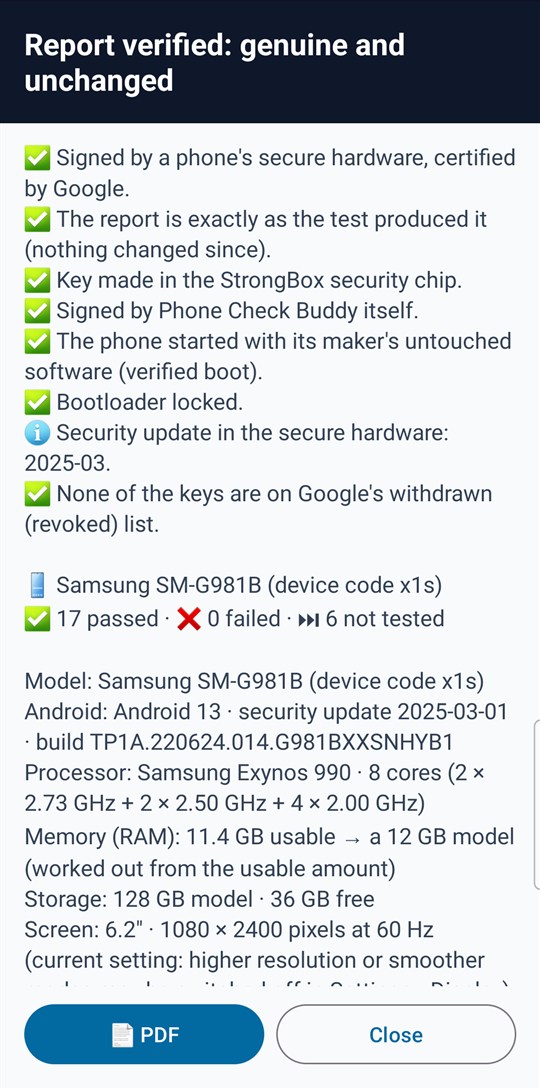 Report verified: genuine and
unchanged
✅ Signed by a phone's secure hardware, certified
by Google.
✅ The report is exactly as the test produced it
(nothing changed since).
✅ Key made in the StrongBox security chip.
✅ Signed by Phone Check Buddy itself.
✅ The phone started with its maker's untouched
software (verified boot).
✅ Bootloader locked.
ℹ️ Security update in the secure hardware:
2025-03.
✅ None of the keys are on Google's withdrawn
(revoked) list.
📱 Samsung SM-G981B (device code x1s)
✅ 17 passed · ❌ 0 failed · ⏭ 6 not tested
Model: Samsung SM-G981B (device code x1s)
Android: Android 13 · security update 2025-03-01
· build TP1A.220624.014.G981BXXSNHYB1
Processor: Samsung Exynos 990 · 8 cores (2 ×
2.73 GHz + 2 × 2.50 GHz + 4 × 2.00 GHz)
Memory (RAM): 11.4 GB usable → a 12 GB model
(worked out from the usable amount)
Storage: 128 GB model · 36 GB free
Screen: 6.2" · 1080 × 2400 pixels at 60 Hz
(current setting: higher resolution or smoother
📄 PDF
Close